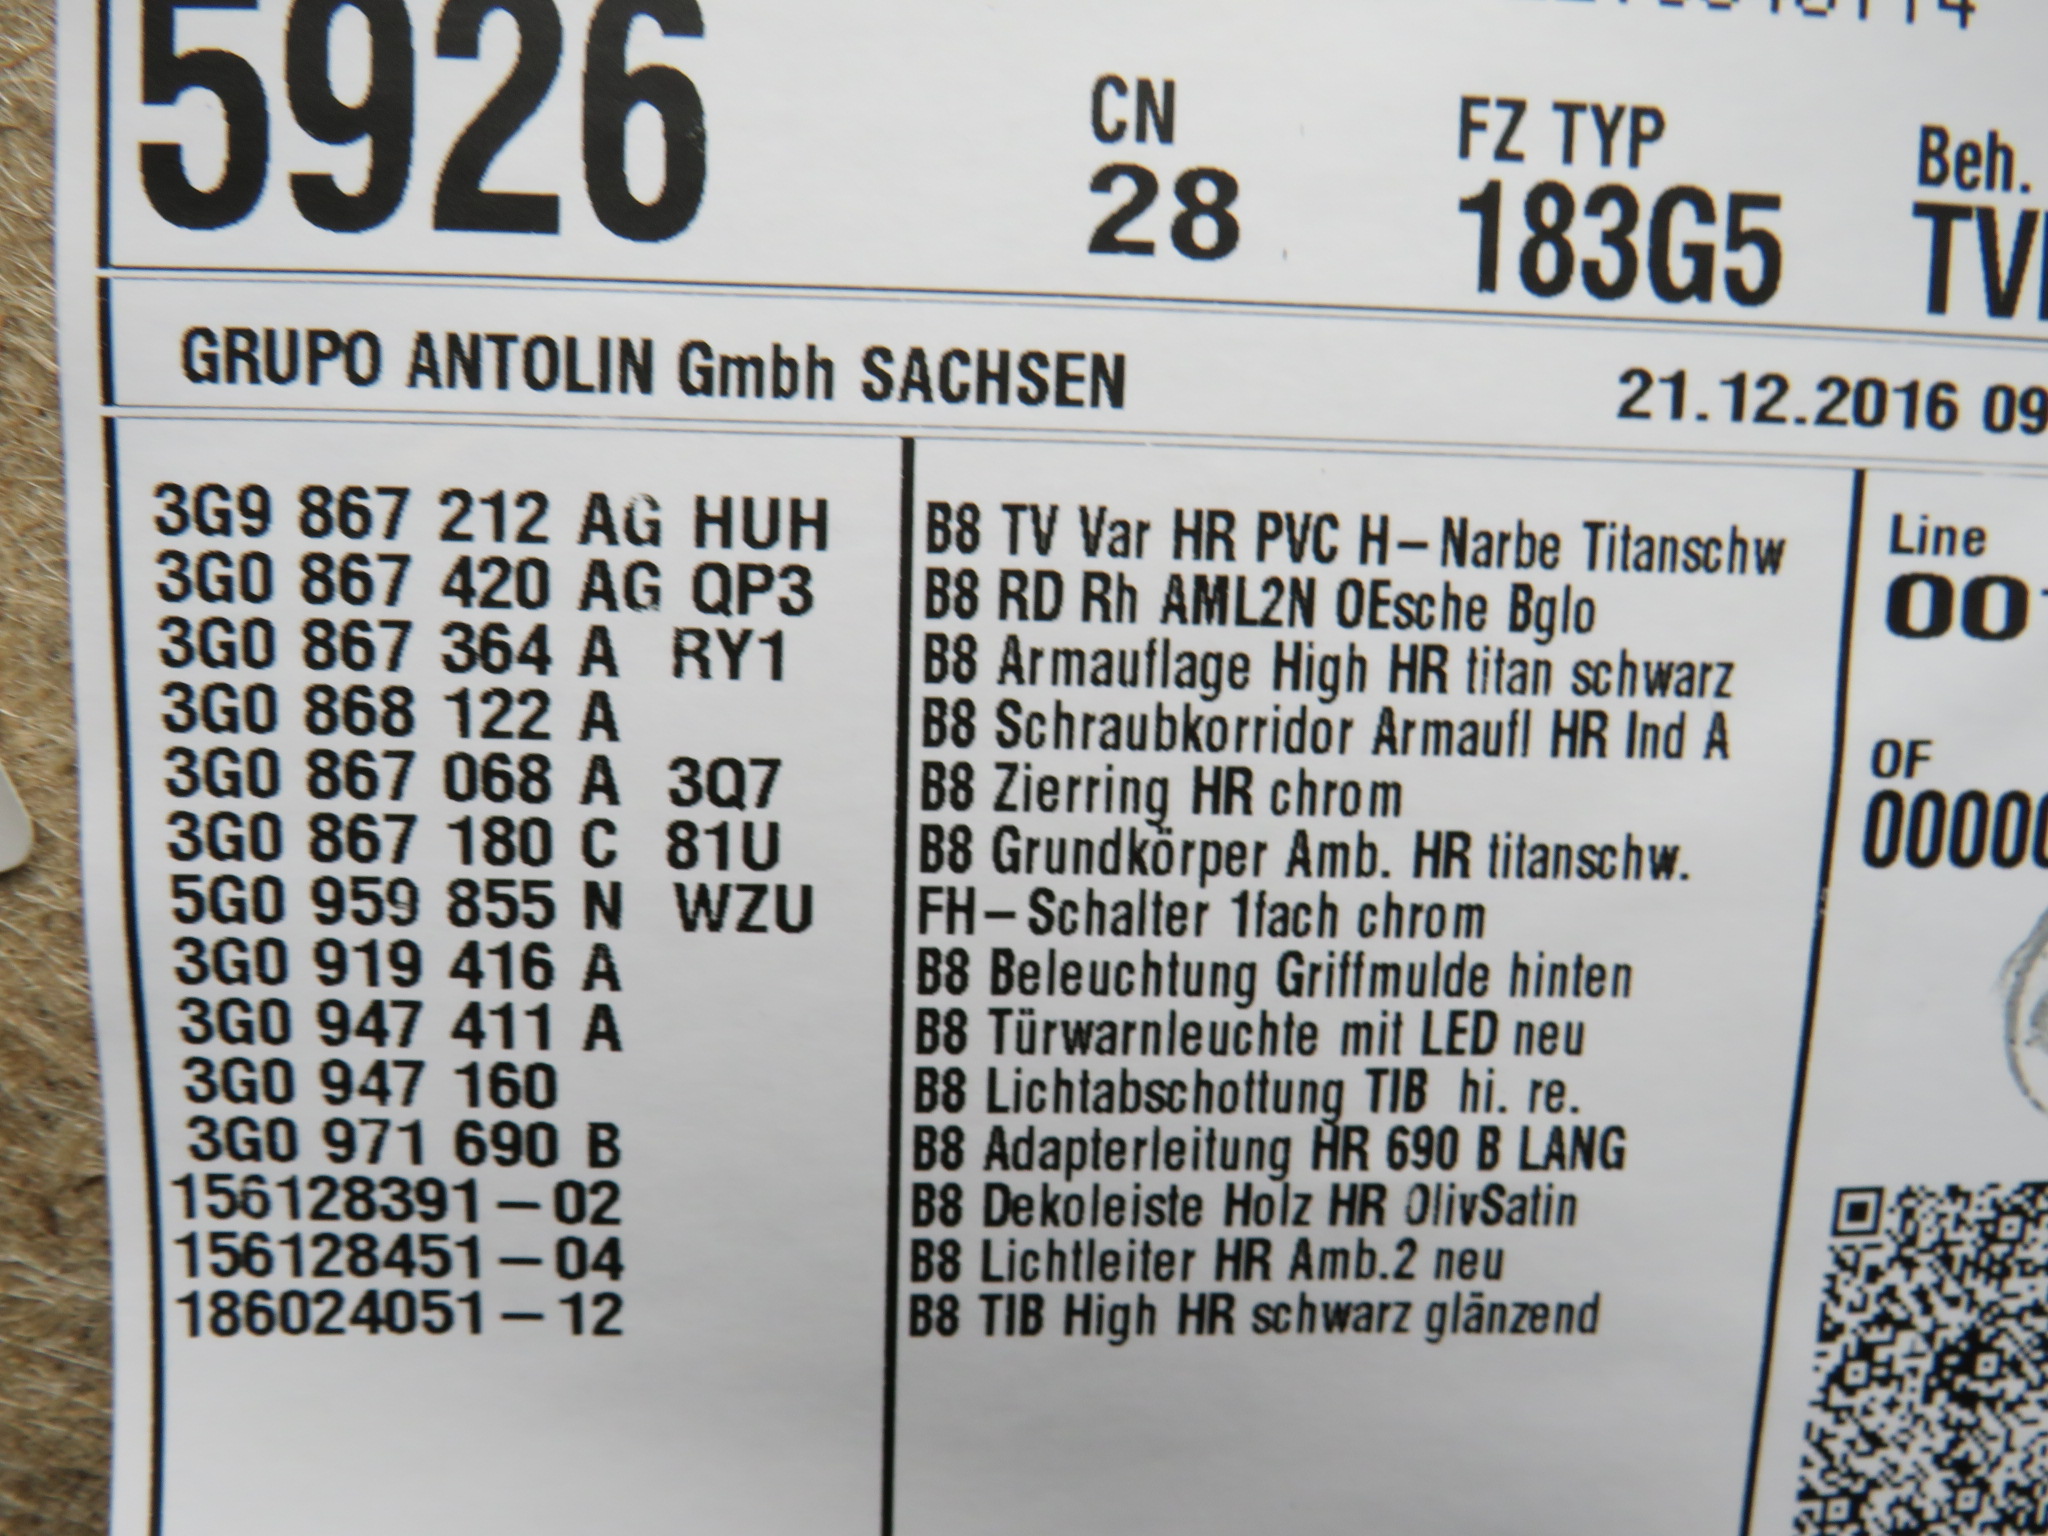 5926
CN
28
FZ TYP
183G5
Beh.
GRUPO ANTOLIN Gmbh SACHSEN
21.12.2016 09
3G9 867 212 AG HUH B8 TV Var HR PVC H-Narbe Titanschw
3G0 867 420 AG QP3 B8 RD Rh AML2N OEsche Bglo
3G0 867 364 A RY1 B8 Armauflage High HR titan schwarz
3G0 868 122 A B8 Schraubkorridor Armaufl HR Ind A
3G0 867 068 A 3Q7 B8 Zierring HR chrom
3G0 867 180 C 81U B8 Grundkörper Amb. HR titanschw.
5G0 959 855 N WZU FH-Schalter 1fach chrom
3G0 919 416 A B8 Beleuchtung Griffmulde hinten
3G0 947 411 A B8 Türwarnleuchte mit LED neu
3G0 947 160 B8 Lichtabschottung TIB hi. re.
3G0 971 690 B B8 Adapterleitung HR 690 B LANG
156128391-02 B8 Dekoleiste Holz HR OlivSatin
156128451-04 B8 Lichtleiter HR Amb.2 neu
186024051-12 B8 TIB High HR schwarz glänzend
Line
00
OF
0000